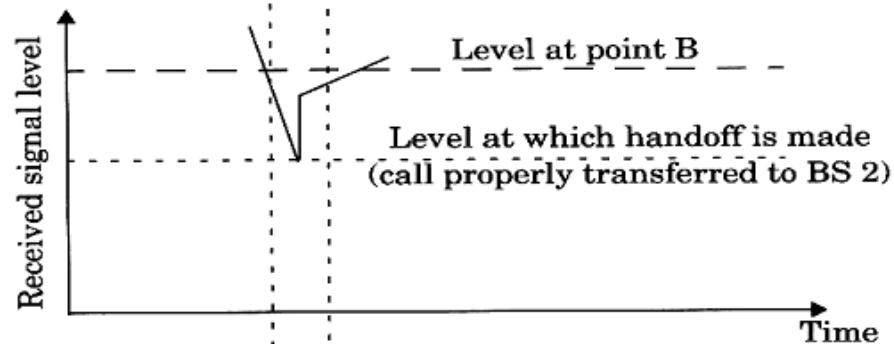 Received signal level
Level at point B
Level at which handoff is made
(call properly transferred to BS 2)
Time